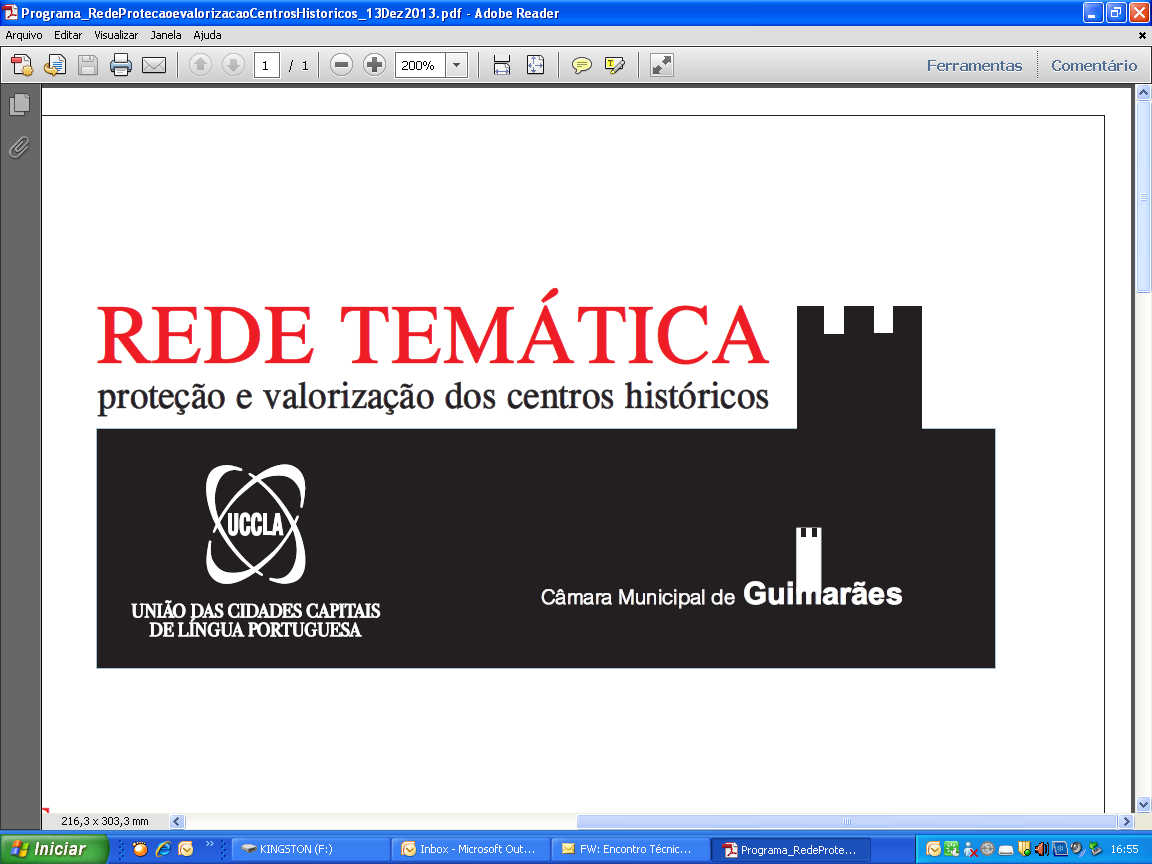 Programa_RedeProtecaoevalorizacaoCentrosHistoricos_13Dez2013.pdf - Adobe Reader
Arquivo Editar Visualizar Janela Ajuda
1 / 1 200% Ferramentas Comentário
REDE TEMÁTICA
proteção e valorização dos centros históricos
UCCLA
UNIÃO DAS CIDADES CAPITAIS
DE LÍNGUA PORTUGUESA
Câmara Municipal de Guimarães
216,3 x 303,3 mm
Iniciar KINGSTON (F:) Inbox - Microsoft Out... FW: Encontro Técnic... Programa_RedeProte... 16:55